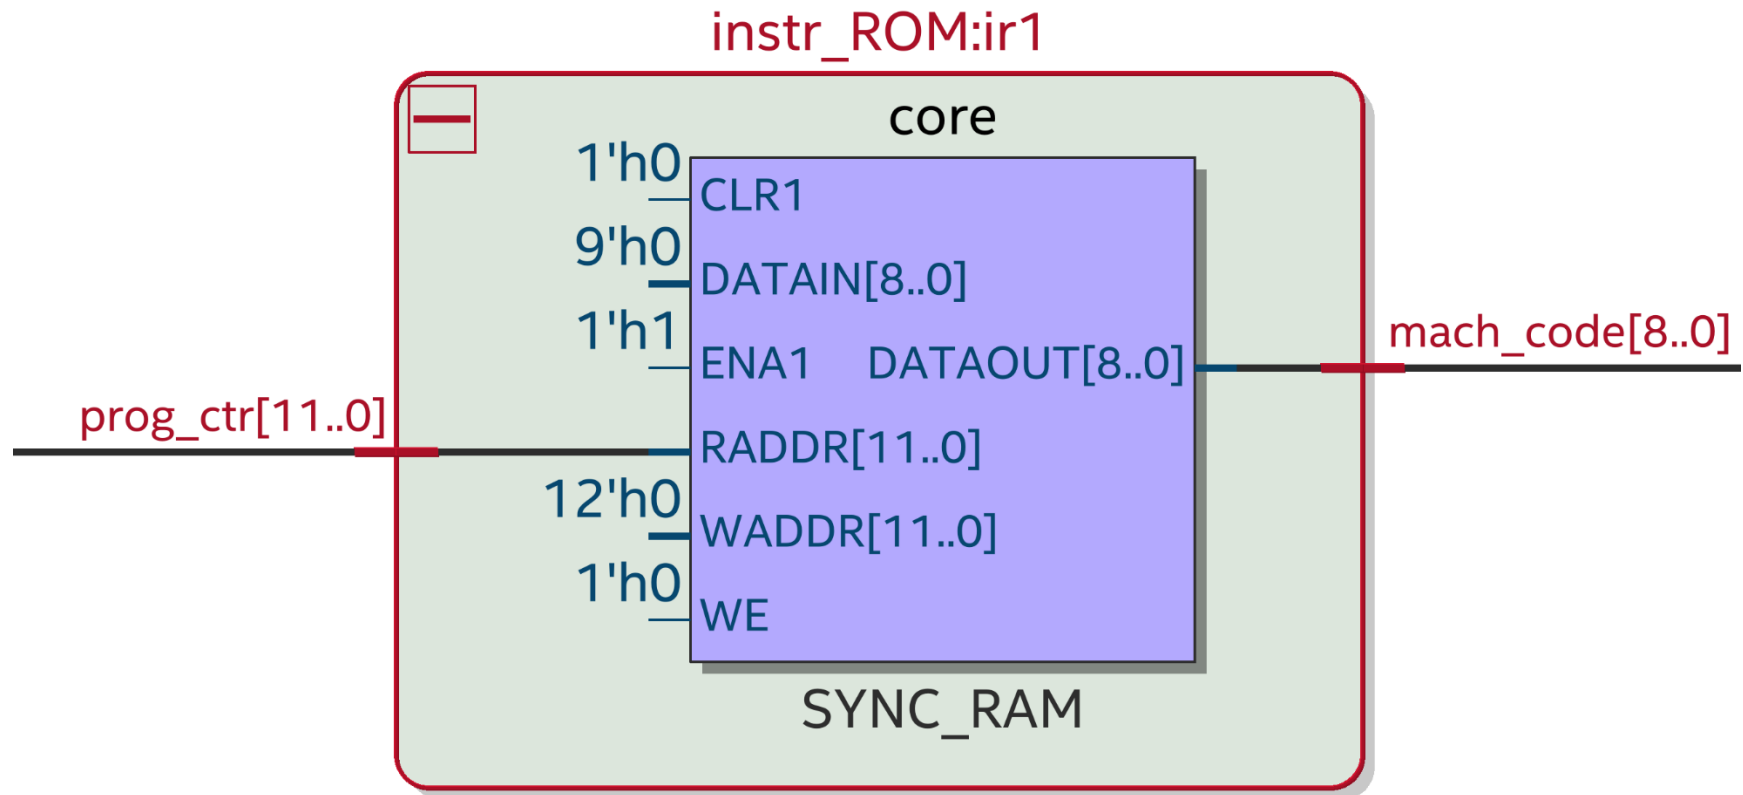 instr_ROM:ir1
core
1'h0
CLR1
9'h0
DATAIN[8..0]
1'h1
ENA1 DATAOUT[8..0]
mach_code[8..0]
prog_ctr[11..0]
RADDR[11..0]
12'h0
WADDR[11..0]
1'h0
WE
SYNC_RAM